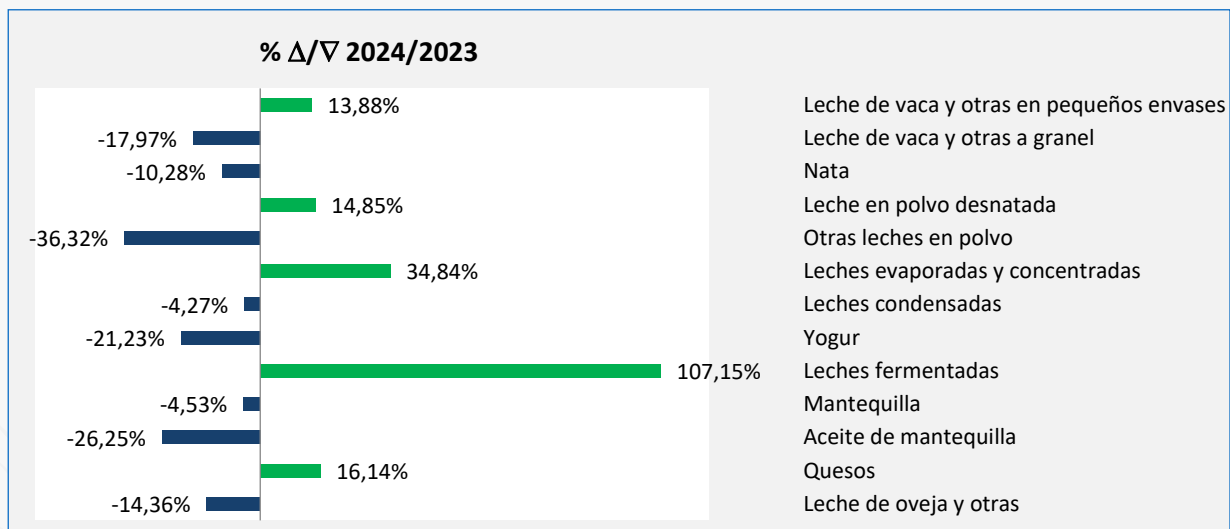 % Δ/∇ 2024/2023
13,88% Leche de vaca y otras en pequeños envases
-17,97% Leche de vaca y otras a granel
-10,28% Nata
14,85% Leche en polvo desnatada
-36,32% Otras leches en polvo
34,84% Leches evaporadas y concentradas
-4,27% Leches condensadas
-21,23% Yogur
107,15% Leches fermentadas
-4,53% Mantequilla
-26,25% Aceite de mantequilla
16,14% Quesos
-14,36% Leche de oveja y otras